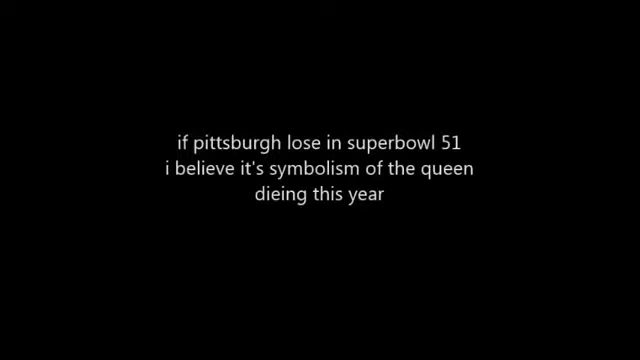 if pittsburgh lose in superbowl 51
i believe it's symbolism of the queen
dieing this year